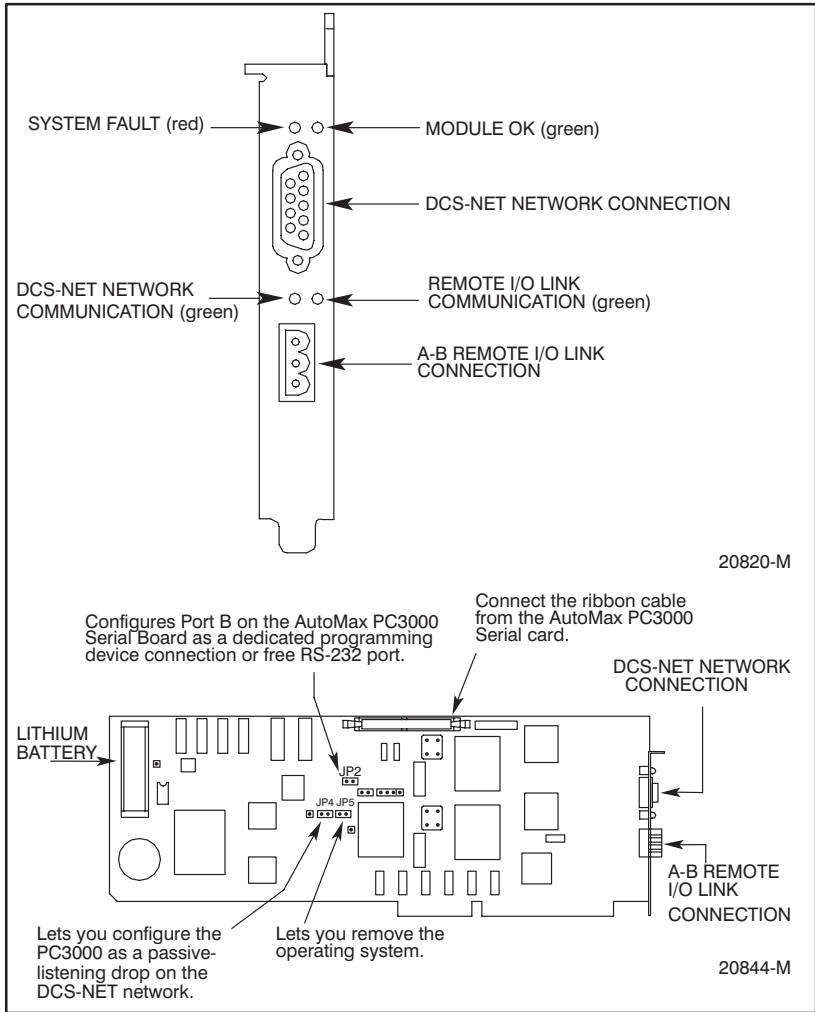 SYSTEM FAULT (red)
MODULE OK (green)
DCS-NET NETWORK CONNECTION
DCS-NET NETWORK
COMMUNICATION (green)
REMOTE I/O LINK
COMMUNICATION (green)
A-B REMOTE I/O LINK
CONNECTION
20820-M
Configures Port B on the AutoMax PC3000
Serial Board as a dedicated programming
device connection or free RS-232 port.
Connect the ribbon cable
from the AutoMax PC3000
Serial card.
DCS-NET NETWORK
CONNECTION
LITHIUM
BATTERY
JP2
JP4 JP5
A-B REMOTE
I/O LINK
CONNECTION
Lets you configure the
PC3000 as a passive-
listening drop on the
DCS-NET network.
Lets you remove the
operating system.
20844-M